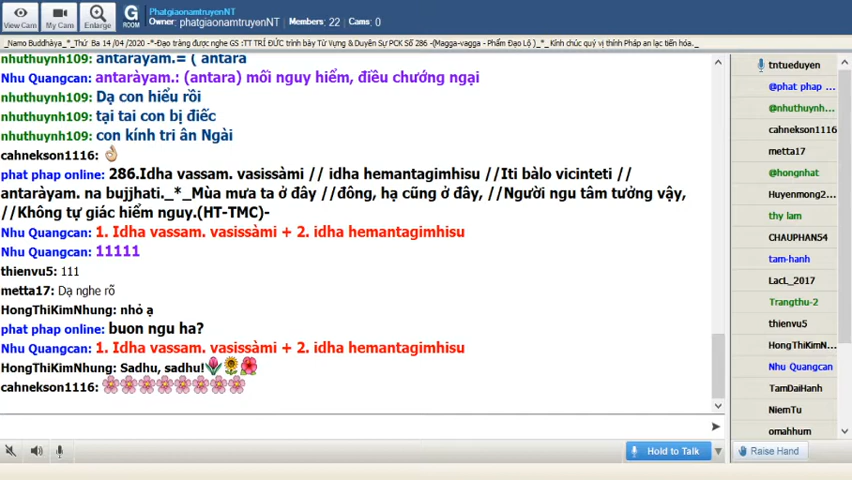 View Cam
My Cam
Enlarge
G
ROOM
PhatgiaonamtruyenNT
Owner: phatgiaonamtruyenNT Members: 22 Cams: 0
_Namo Buddhàya_*_Thứ Ba 14 /04 /2020 -*-Đạo tràng được nghe GS :TT TRÍ ĐỨC trình bày Từ Vựng & Duyên Sự PCK Số 286 -(Magga-vagga - Phẩm Đạo Lộ )_*_ Kính chúc quý vị thính Pháp an lạc tiến hóa._
nhuthuynh109: antaràyam.= ( antara
Nhu Quangcan: antaràyam.: (antara) mối nguy hiểm, điều chướng ngại
nhuthuynh109: Dạ con hiểu rồi
nhuthuynh109: tại tai con bị điếc
nhuthuynh109: con kính tri ân Ngài
cahnekson1116:
phat phap online: 286.Idha vassam. vasissàmi // idha hemantagimhisu //Iti bàlo vicinteti //
antaràyam. na bujjhati._*_Mùa mưa ta ở đây //đông, hạ cũng ở đây, //Người ngu tâm tưởng vậy,
//Không tự giác hiểm nguy.(HT-TMC)-
Nhu Quangcan: 1. Idha vassam. vasissàmi + 2. idha hemantagimhisu
Nhu Quangcan: 11111
thienvu5: 111
metta17: Dạ nghe rõ
HongThiKimNhung: nhỏ ạ
phat phap online: buon ngu ha?
Nhu Quangcan: 1. Idha vassam. vasissàmi + 2. idha hemantagimhisu
HongThiKimNhung: Sadhu, sadhu!
cahnekson1116:
tntueduyen
@phat phap ...
@nhuthuynh...
cahnekson1116
metta17
@hongnhat
Huyenmong2...
thy lam
CHAUPHAN54
tam-hanh
LacL_2017
Trangthu-2
thienvu5
HongThiKimN...
Nhu Quangcan
TamDaiHanh
NiemTu
omahhum
Hold to Talk
Raise Hand